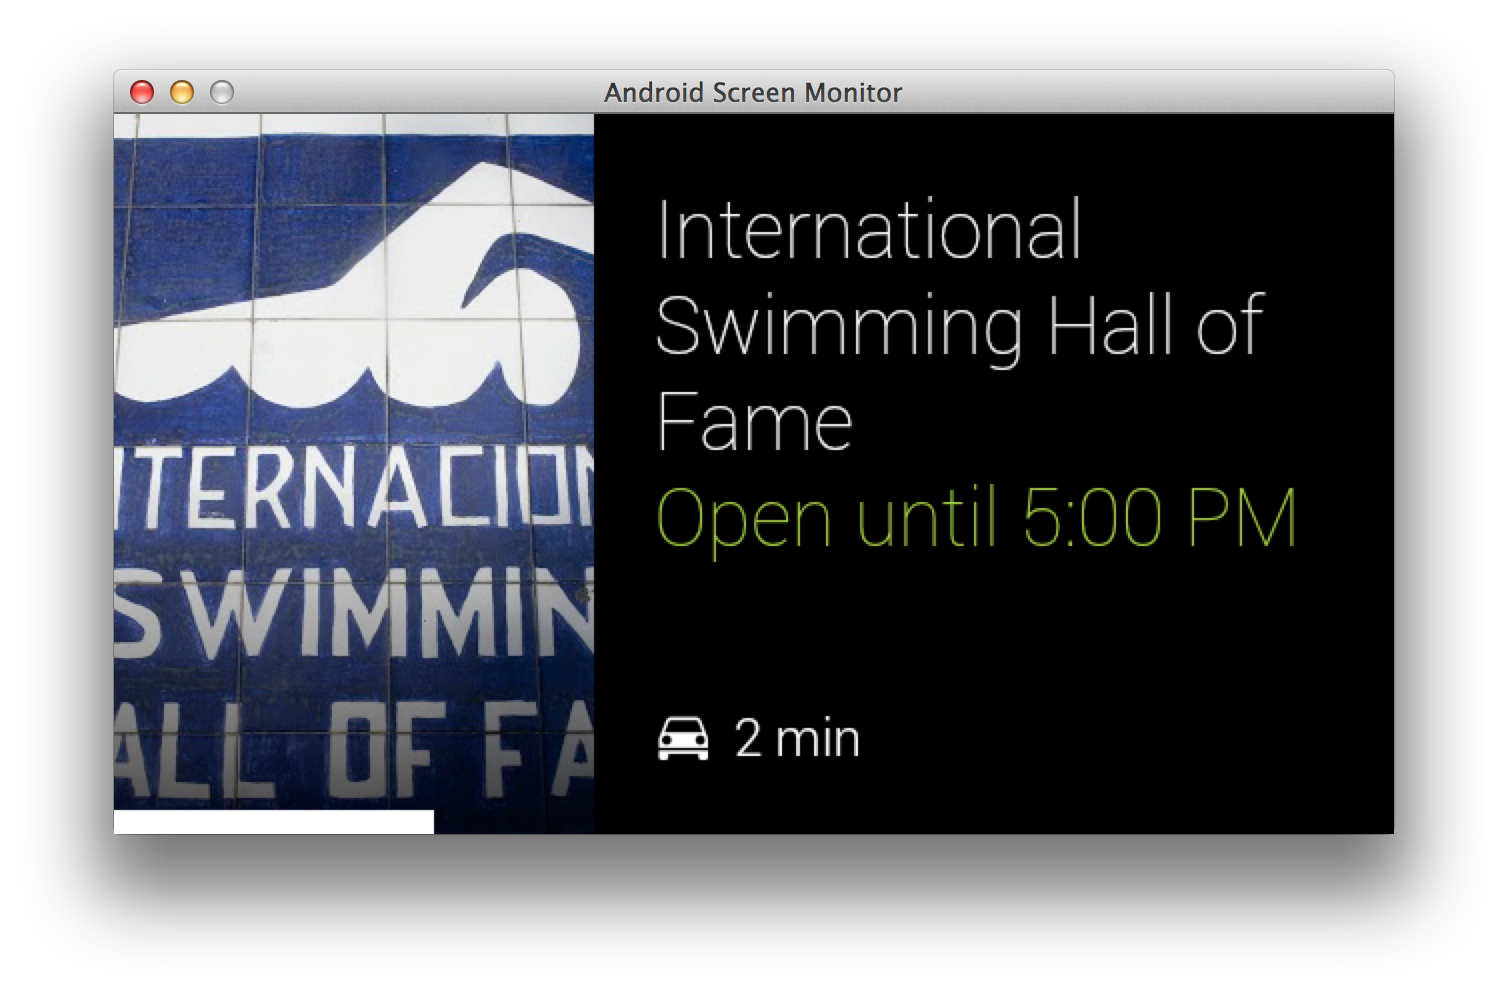 Android Screen Monitor
NTERNACION
SWIMMIN
ALL OF FA
International
Swimming Hall of
Fame
Open until 5:00 PM
2 min